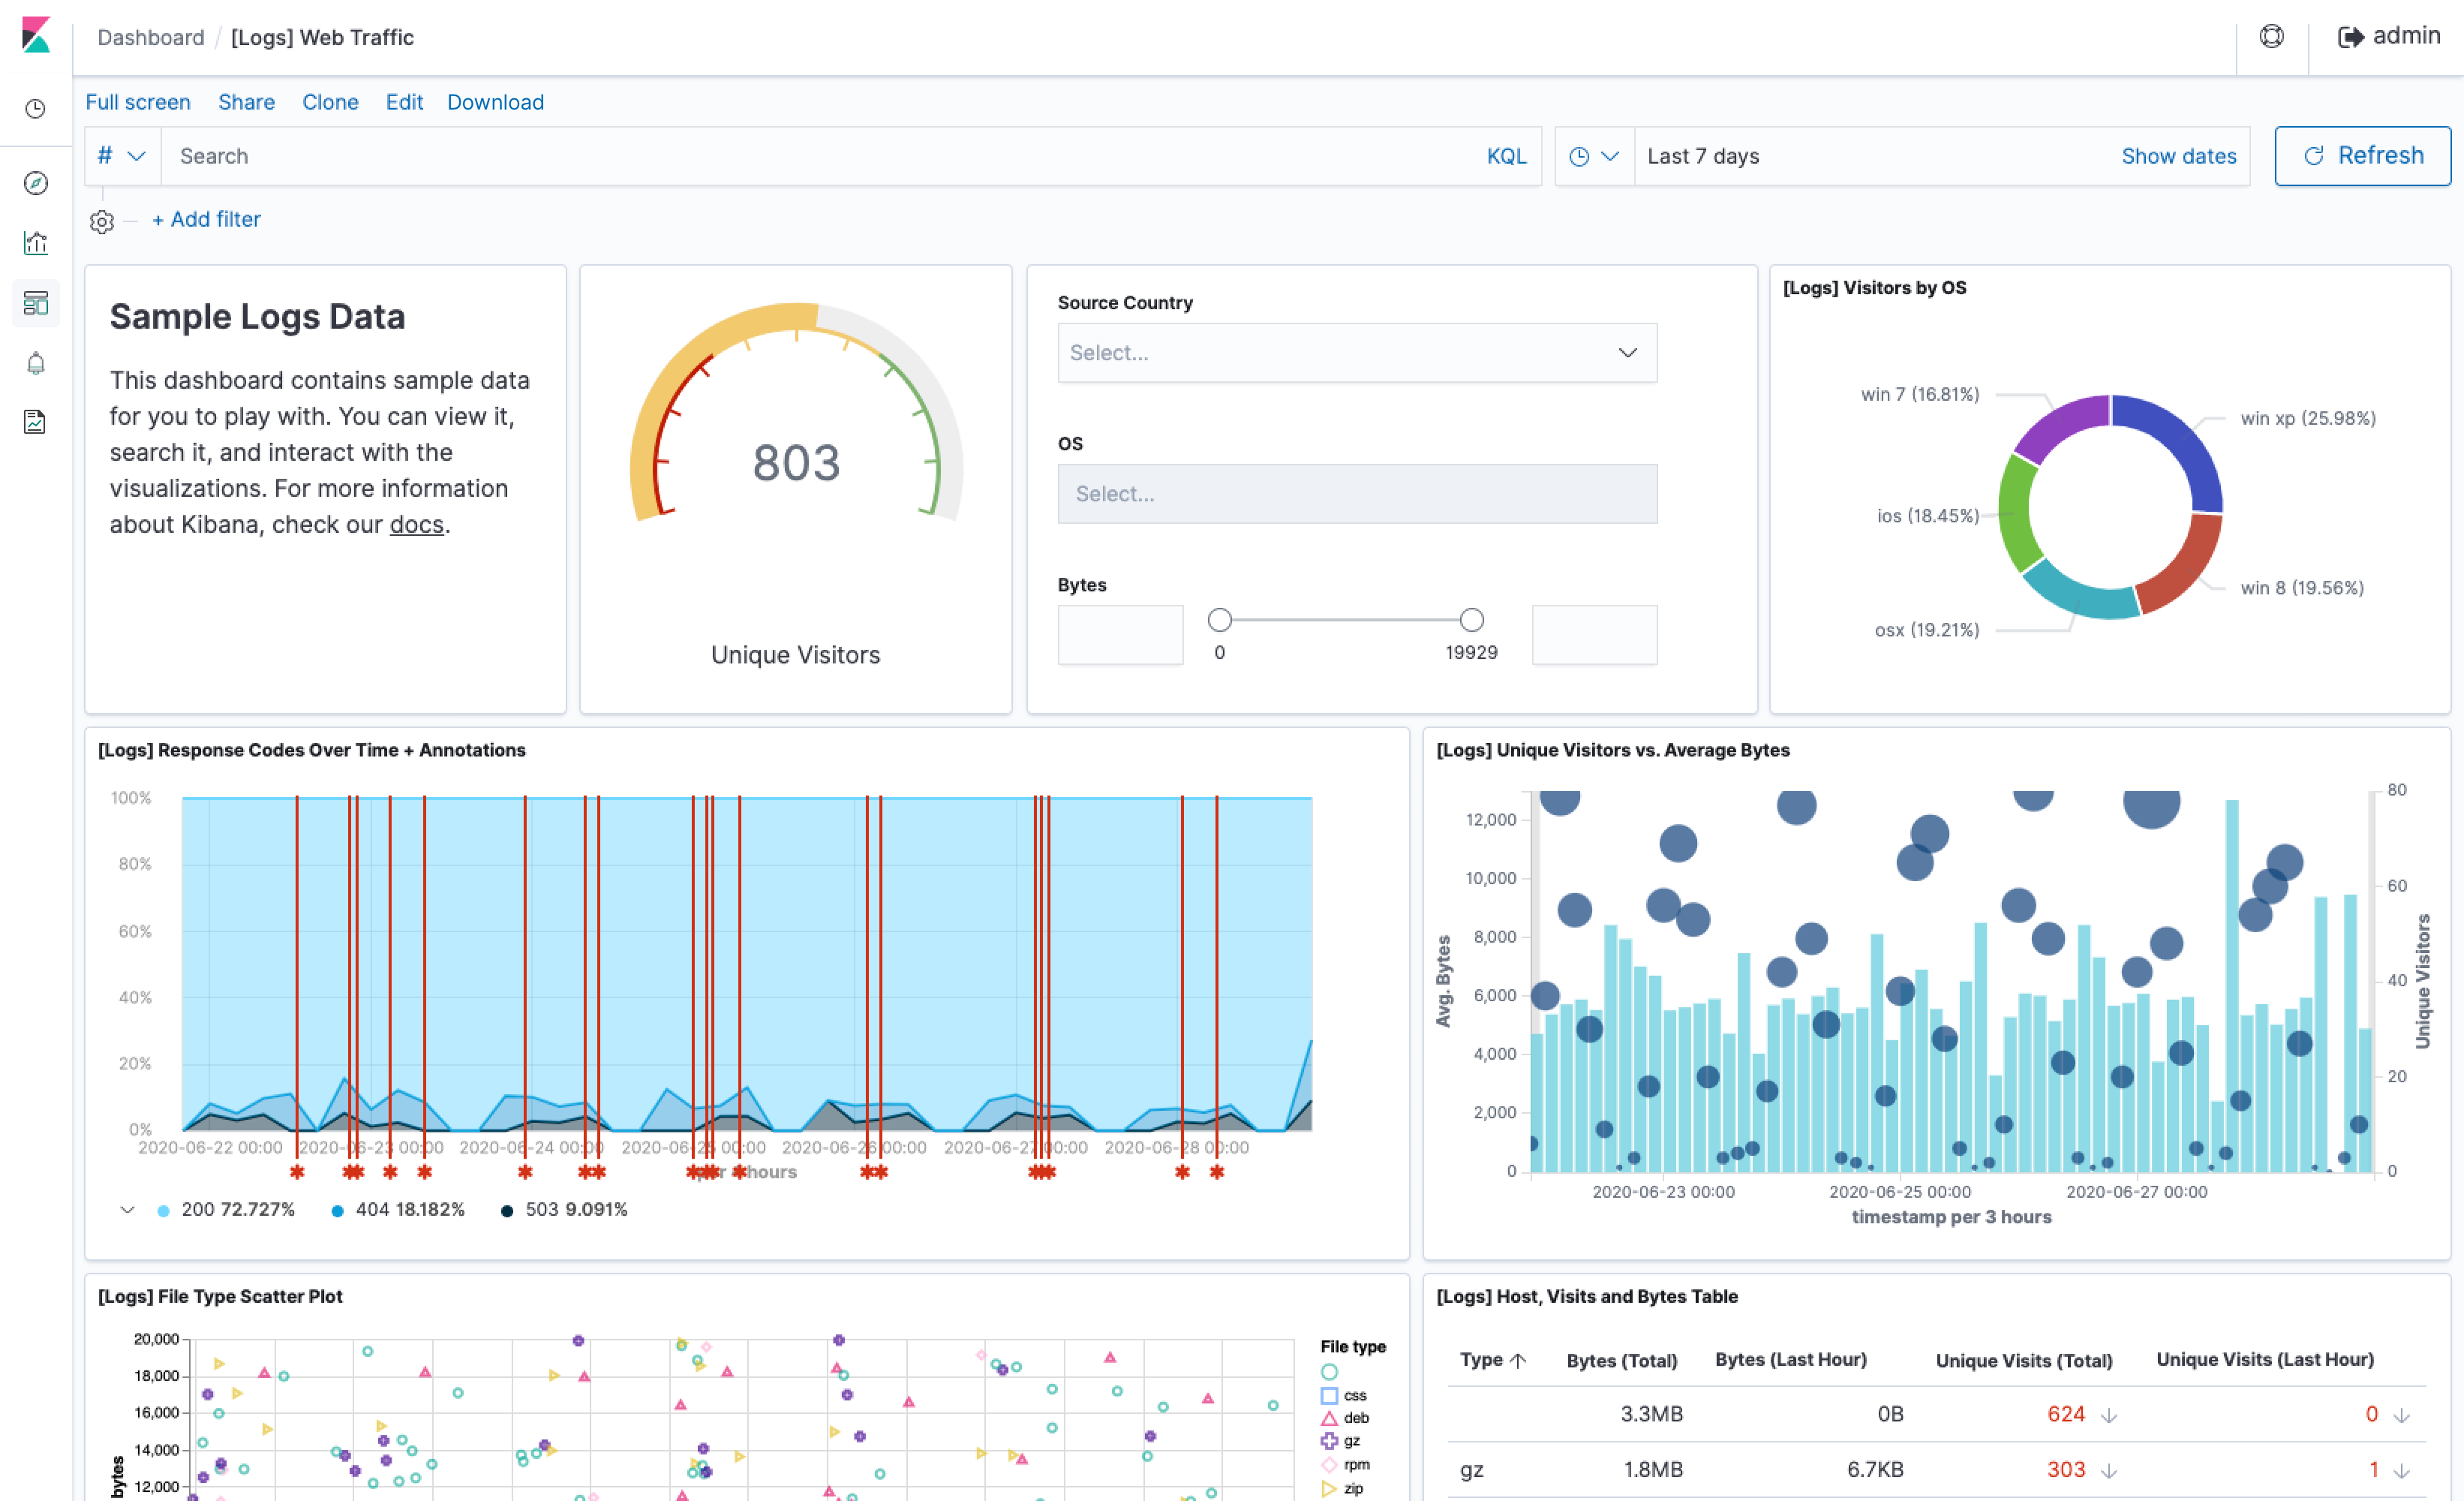 Dashboard / [Logs] Web Traffic
admin
Full screen Share Clone Edit Download
# Search KQL
Last 7 days Show dates
Refresh
+ Add filter
Sample Logs Data
This dashboard contains sample data
for you to play with. You can view it,
search it, and interact with the
visualizations. For more information
about Kibana, check our docs.
803
Unique Visitors
Source Country
Select...
OS
Select...
Bytes
0 19929
[Logs] Visitors by OS
win 7 (16.81%)
win xp (25.98%)
ios (18.45%)
win 8 (19.56%)
osx (19.21%)
[Logs] Response Codes Over Time + Annotations
100%
80%
60%
40%
20%
0%
2020-06-22 00:00 2020-06-23 00:00 2020-06-24 00:00 2020-06-25 00:00 2020-06-26 00:00 2020-06-27 00:00 2020-06-28 00:00
hours
200 72.727% 404 18.182% 503 9.091%
[Logs] Unique Visitors vs. Average Bytes
Avg. Bytes
12,000
10,000
8,000
6,000
4,000
2,000
0
80
60
40
20
0
Unique Visitors
2020-06-23 00:00 2020-06-25 00:00 2020-06-27 00:00
timestamp per 3 hours
[Logs] File Type Scatter Plot
20,000
18,000
16,000
14,000
12,000
bytes
File type
css
deb
gz
rpm
zip
[Logs] Host, Visits and Bytes Table
Type Bytes (Total) Bytes (Last Hour) Unique Visits (Total) Unique Visits (Last Hour)
3.3MB 0B 624 0
gz 1.8MB 6.7KB 303 1